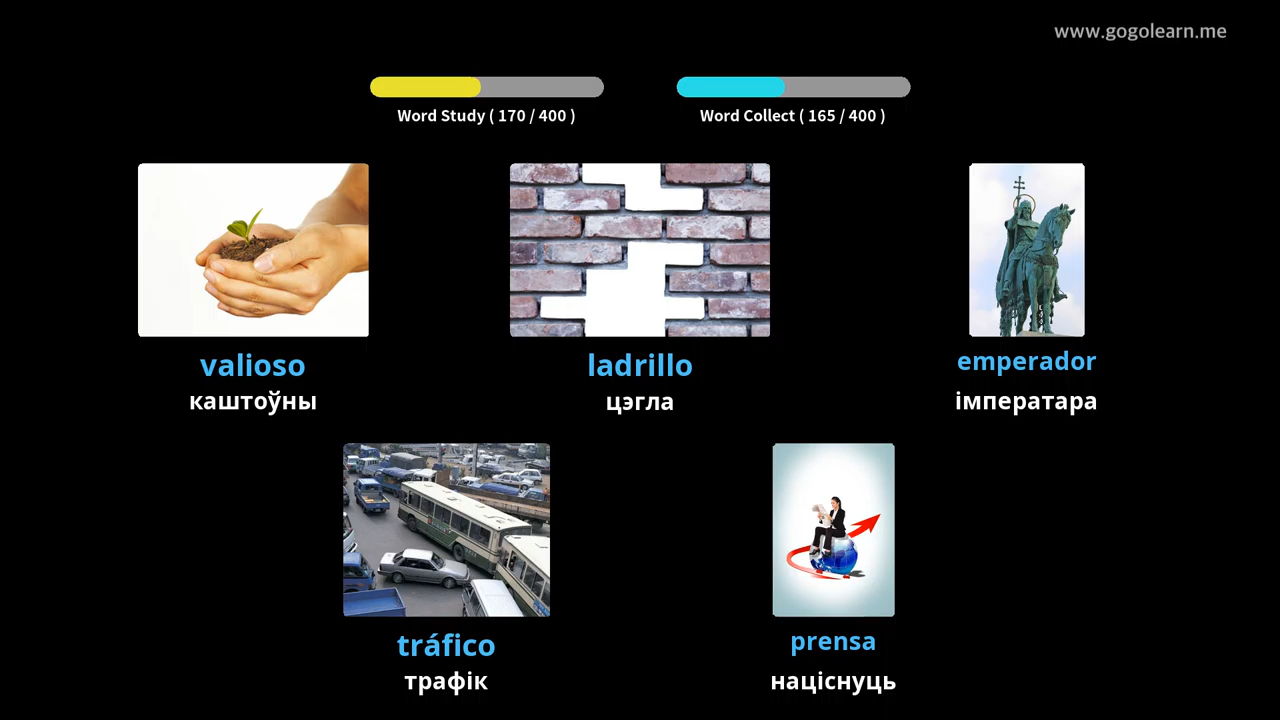 www.gogolearn.me
Word Study ( 170 / 400 )
Word Collect ( 165 / 400 )
valioso
каштоўны
ladrillo
цэгла
emperador
імператара
tráfico
трафік
prensa
націснуць